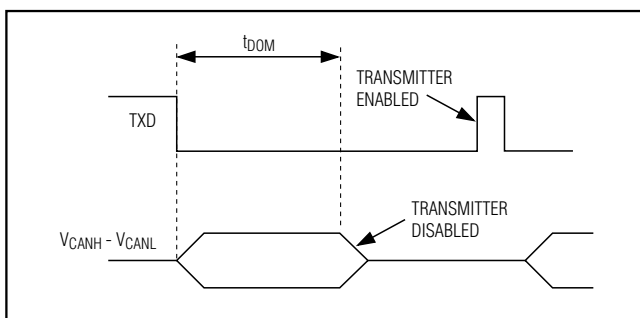 tDOM
TRANSMITTER
ENABLED
TXD
TRANSMITTER
DISABLED
VCANH - VCANL